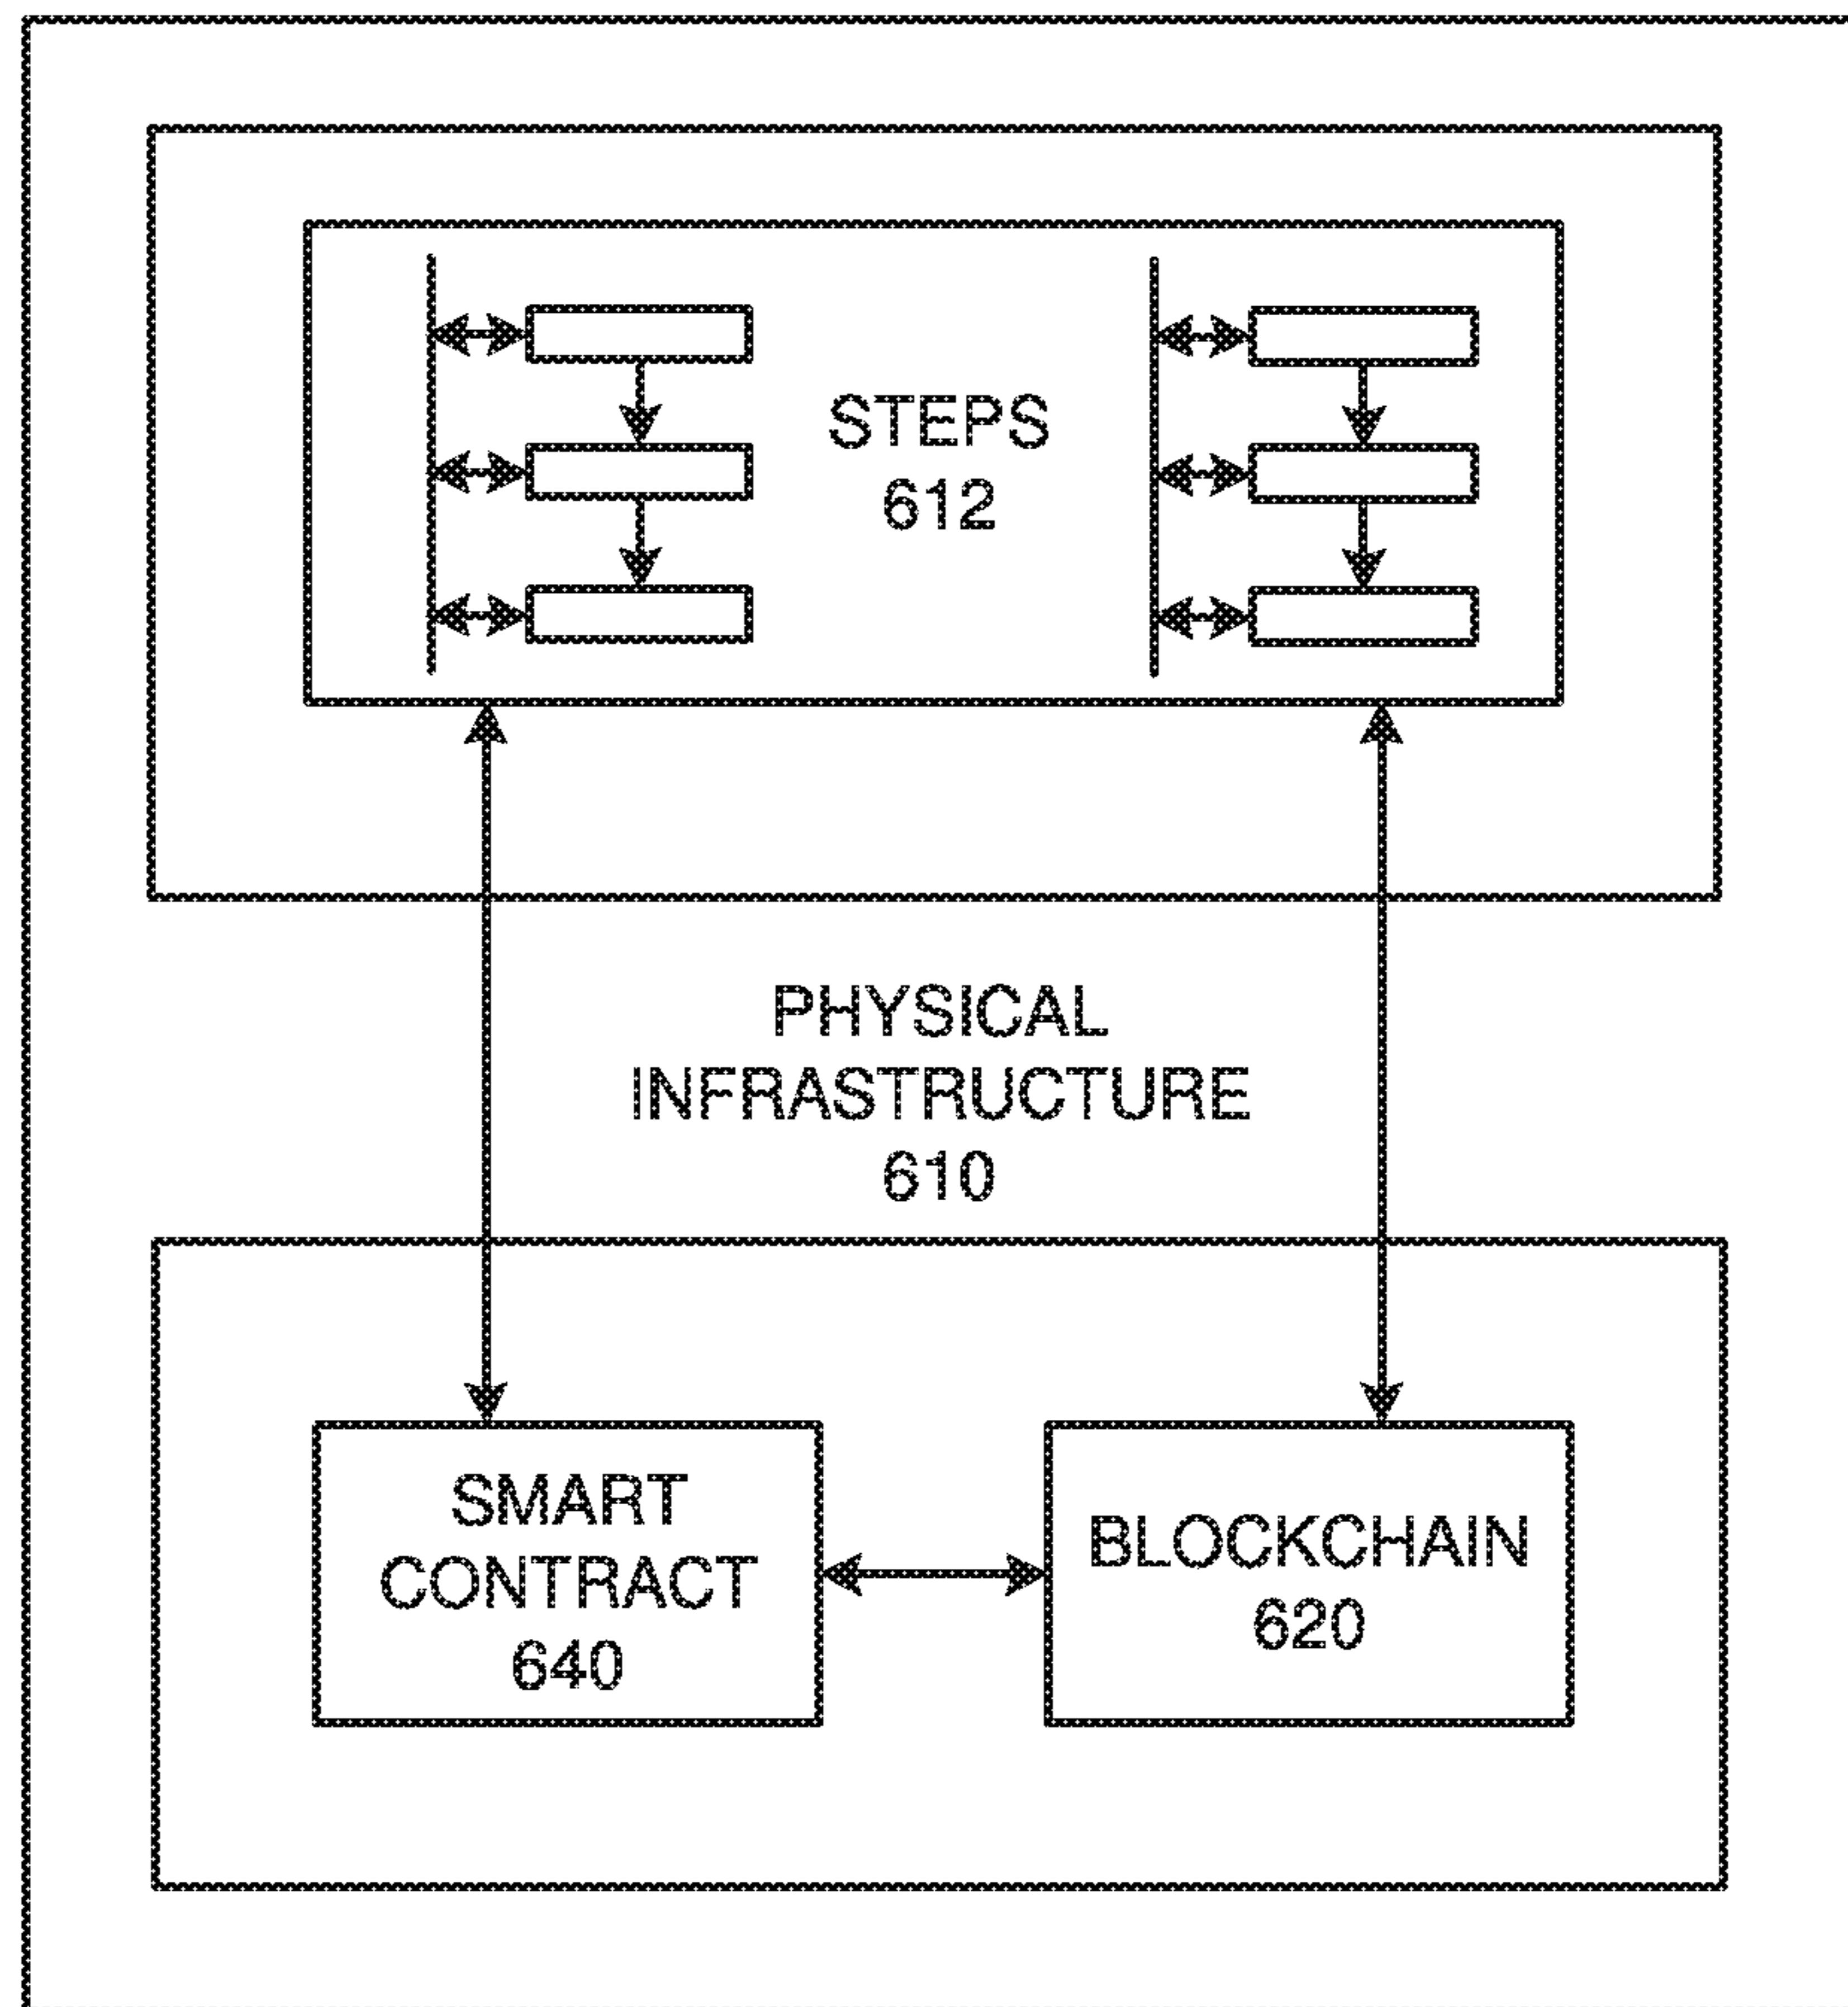 STEPS
612
PHYSICAL
INFRASTRUCTURE
610
SMART
CONTRACT
640
BLOCKCHAIN
620